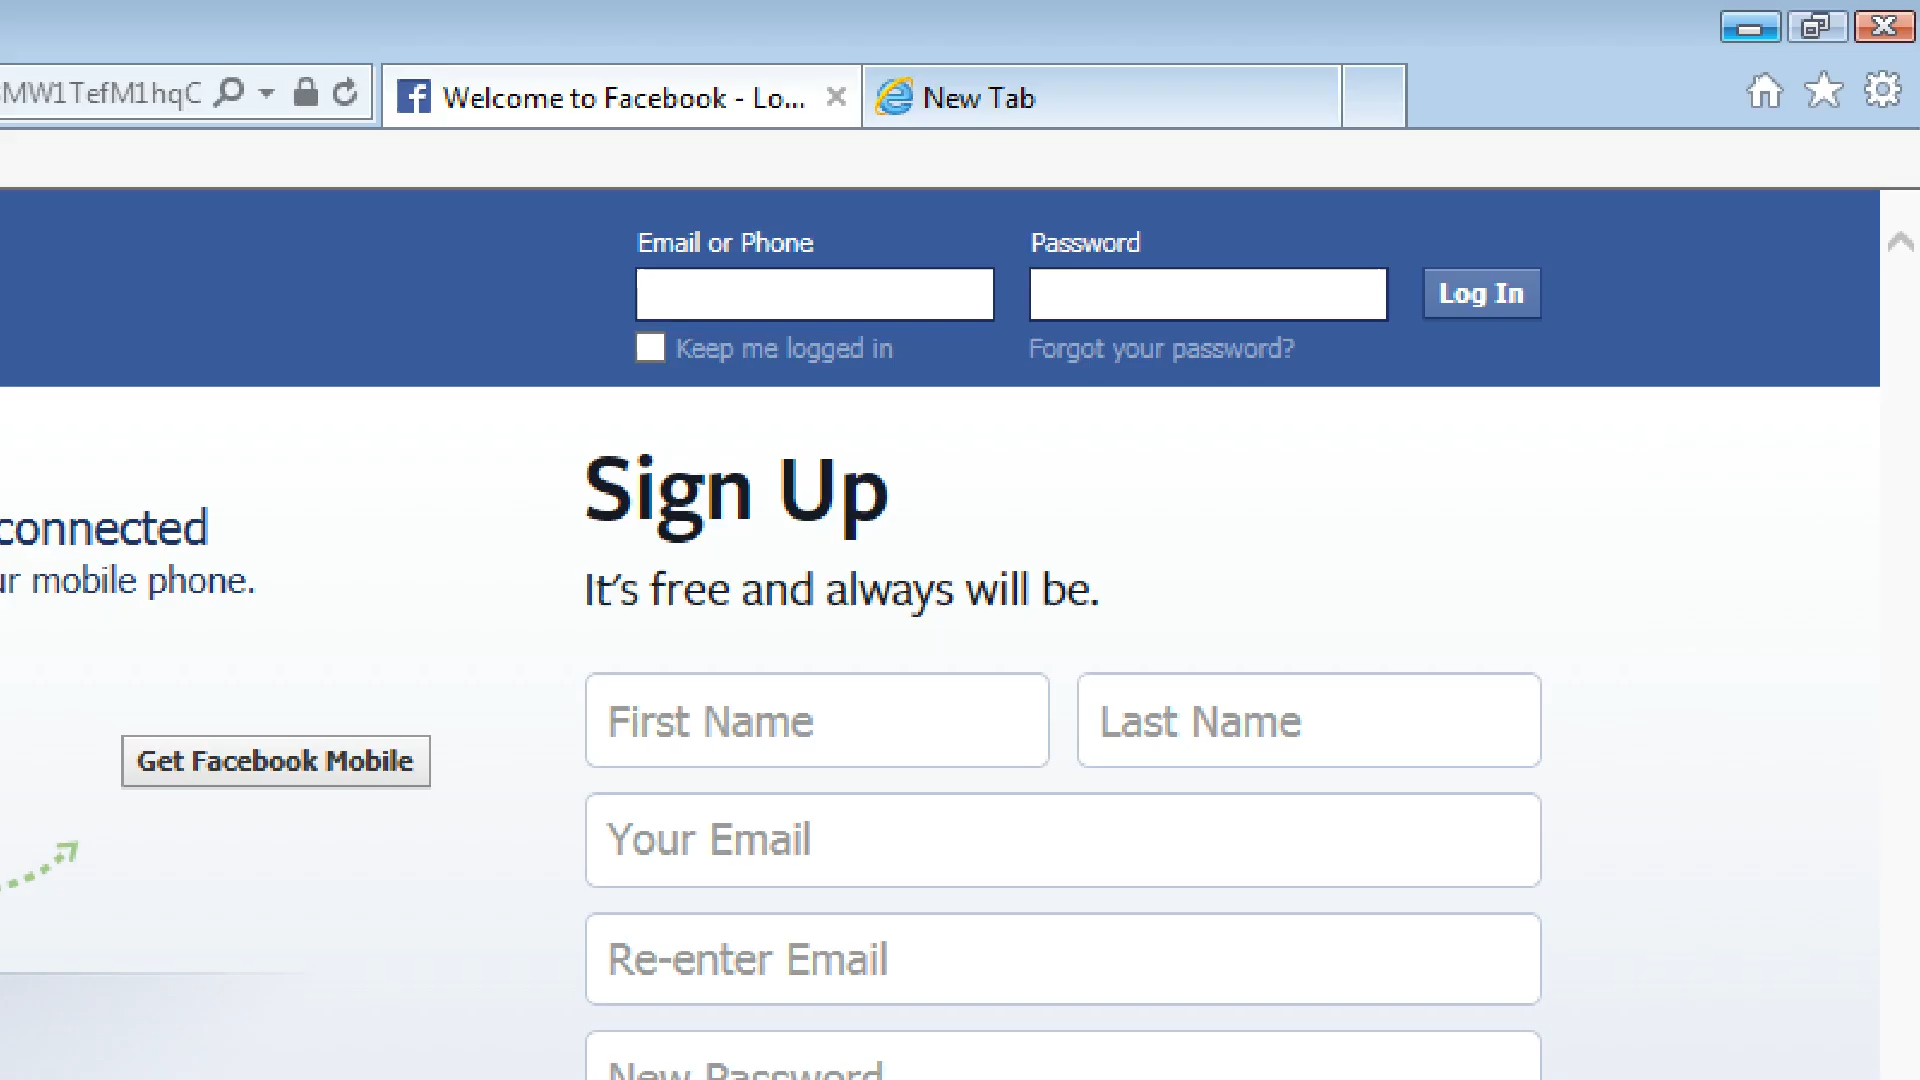 MW1TefM1hqC
Welcome to Facebook - Lo...
New Tab
Email or Phone
Password
Log In
Keep me logged in
Forgot your password?
Sign Up
connected
ur mobile phone.
It's free and always will be.
First Name
Last Name
Get Facebook Mobile
Your Email
Re-enter Email
New Password